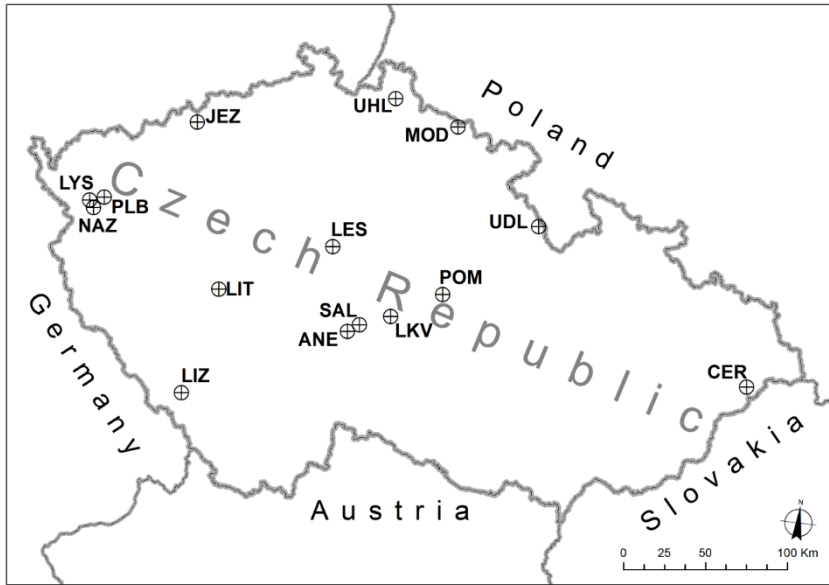 Poland
UHL
JEZ
MOD
LYS
PLB
NAZ
Czech Republic
LES
UDL
Germany
LIT
POM
SAL
LKV
ANE
LIZ
CER
Slovakia
Austria
N
0 25 50 100 Km